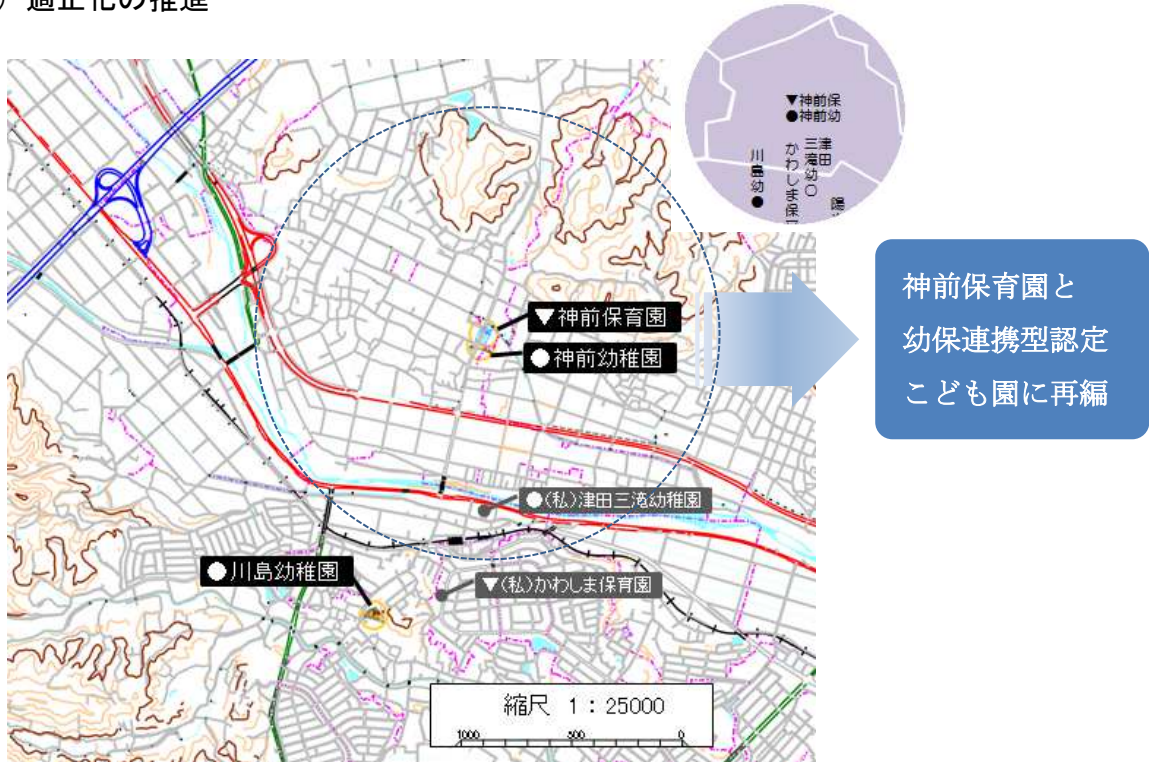 ）適正化の推進
▼神前保
●神前幼
津田
三滝幼○
かわしま保
川島幼●
陽
神前保育園と
幼保連携型認定
こども園に再編
▼神前保育園
●神前幼稚園
●(私)津田三滝幼稚園
●川島幼稚園
▼(私)かわしま保育園
縮尺 1：25000
1000 500 0